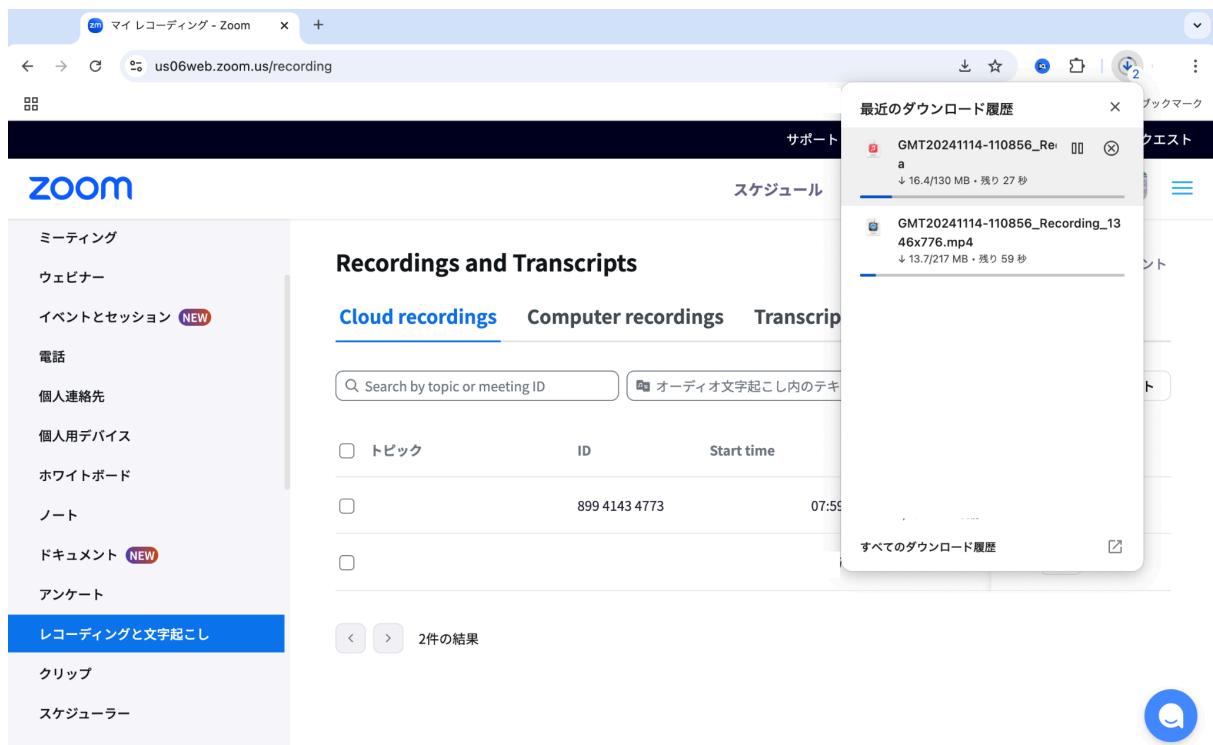 zm マイ レコーディング - Zoom
us06web.zoom.us/recording
2
ブックマーク
最近のダウンロード履歴
GMT20241114-110856_Re
a
↓ 16.4/130 MB・残り 27 秒
GMT20241114-110856_Recording_13
46x776.mp4
↓ 13.7/217 MB・残り 59 秒
すべてのダウンロード履歴
サポート
クエスト
zoom
スケジュール
ミーティング
ウェビナー
イベントとセッション NEW
電話
個人連絡先
個人用デバイス
ホワイトボード
ノート
ドキュメント NEW
アンケート
レコーディングと文字起こし
クリップ
スケジューラー
Recordings and Transcripts
ント
Cloud recordings Computer recordings Transcrip
Search by topic or meeting ID オーディオ文字起こし内のテキ ト
トピック ID Start time
899 4143 4773 07:59
2件の結果